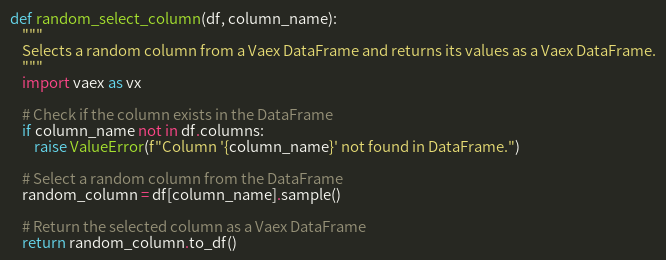 def random_select_column(df, column_name):
    """
    Selects a random column from a Vaex DataFrame and returns its values as a Vaex DataFrame.
    """
    import vaex as vx

    # Check if the column exists in the DataFrame
    if column_name not in df.columns:
        raise ValueError(f"Column '{column_name}' not found in DataFrame.")

    # Select a random column from the DataFrame
    random_column = df[column_name].sample()

    # Return the selected column as a Vaex DataFrame
    return random_column.to_df()